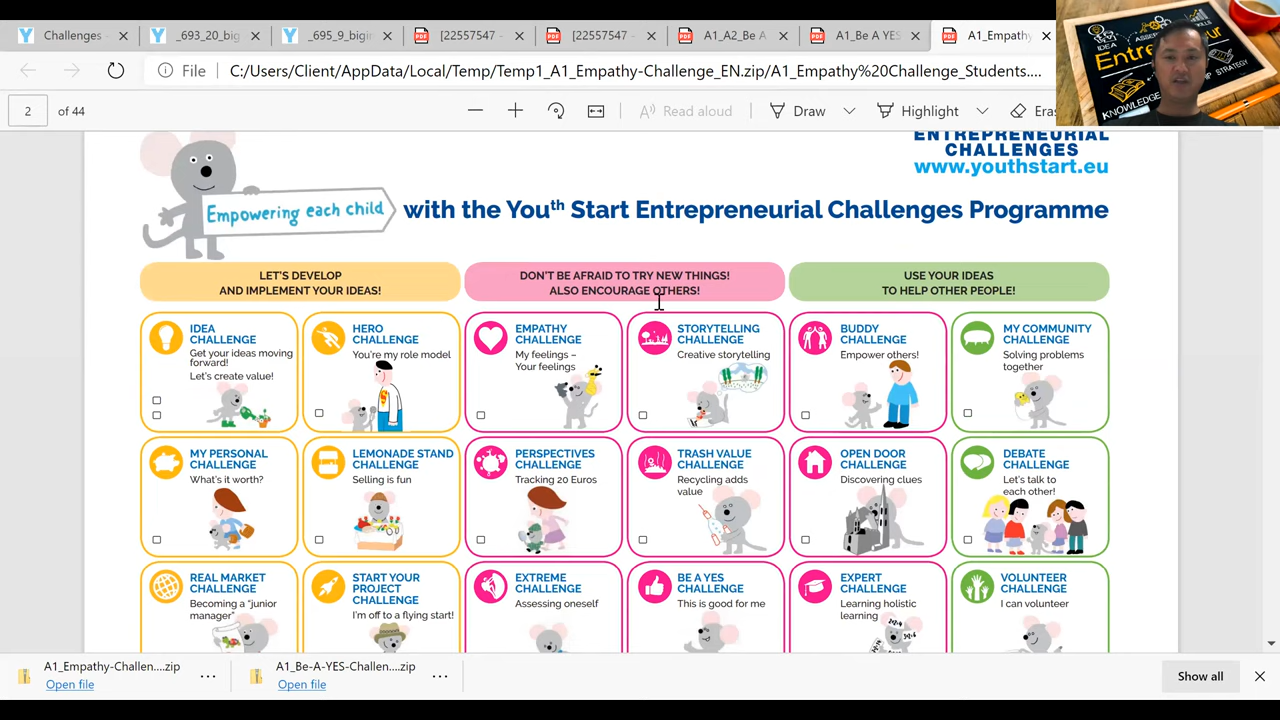 Challenges -
_693_20_big
_695_9_bigin
[22557547 -
[22557547 -
A1_A2_Be A
A1_Be A YES
A1_Empathy
File
C:/Users/Client/AppData/Local/Temp/Temp1_A1_Empathy-Challenge_EN.zip/A1_Empathy%20Challenge_Students....
2
of 44
Read aloud
Draw
Highlight
IDEA
SKILLS
KNOWLEDGE
STRATEGY
ENTREPRENEURIAL
CHALLENGES
www.youthstart.eu
Empowering each child
with the Youth Start Entrepreneurial Challenges Programme
LET'S DEVELOP
AND IMPLEMENT YOUR IDEAS!
DON'T BE AFRAID TO TRY NEW THINGS!
ALSO ENCOURAGE OTHERS!
USE YOUR IDEAS
TO HELP OTHER PEOPLE!
IDEA
CHALLENGE
Get your ideas moving
forward!
Let's create value!
HERO
CHALLENGE
You're my role model
EMPATHY
CHALLENGE
My feelings –
Your feelings
STORYTELLING
CHALLENGE
Creative storytelling
BUDDY
CHALLENGE
Empower others!
MY COMMUNITY
CHALLENGE
Solving problems
together
MY PERSONAL
CHALLENGE
What's it worth?
LEMONADE STAND
CHALLENGE
Selling is fun
PERSPECTIVES
CHALLENGE
Tracking 20 Euros
TRASH VALUE
CHALLENGE
Recycling adds
value
OPEN DOOR
CHALLENGE
Discovering clues
DEBATE
CHALLENGE
Let's talk to
each other!
REAL MARKET
CHALLENGE
Becoming a "junior
manager"
START YOUR
PROJECT
CHALLENGE
I'm off to a flying start!
EXTREME
CHALLENGE
Assessing oneself
BE A YES
CHALLENGE
This is good for me
EXPERT
CHALLENGE
Learning holistic
learning
VOLUNTEER
CHALLENGE
I can volunteer
A1_Empathy-Challen....zip
Open file
A1_Be-A-YES-Challen....zip
Open file
Show all